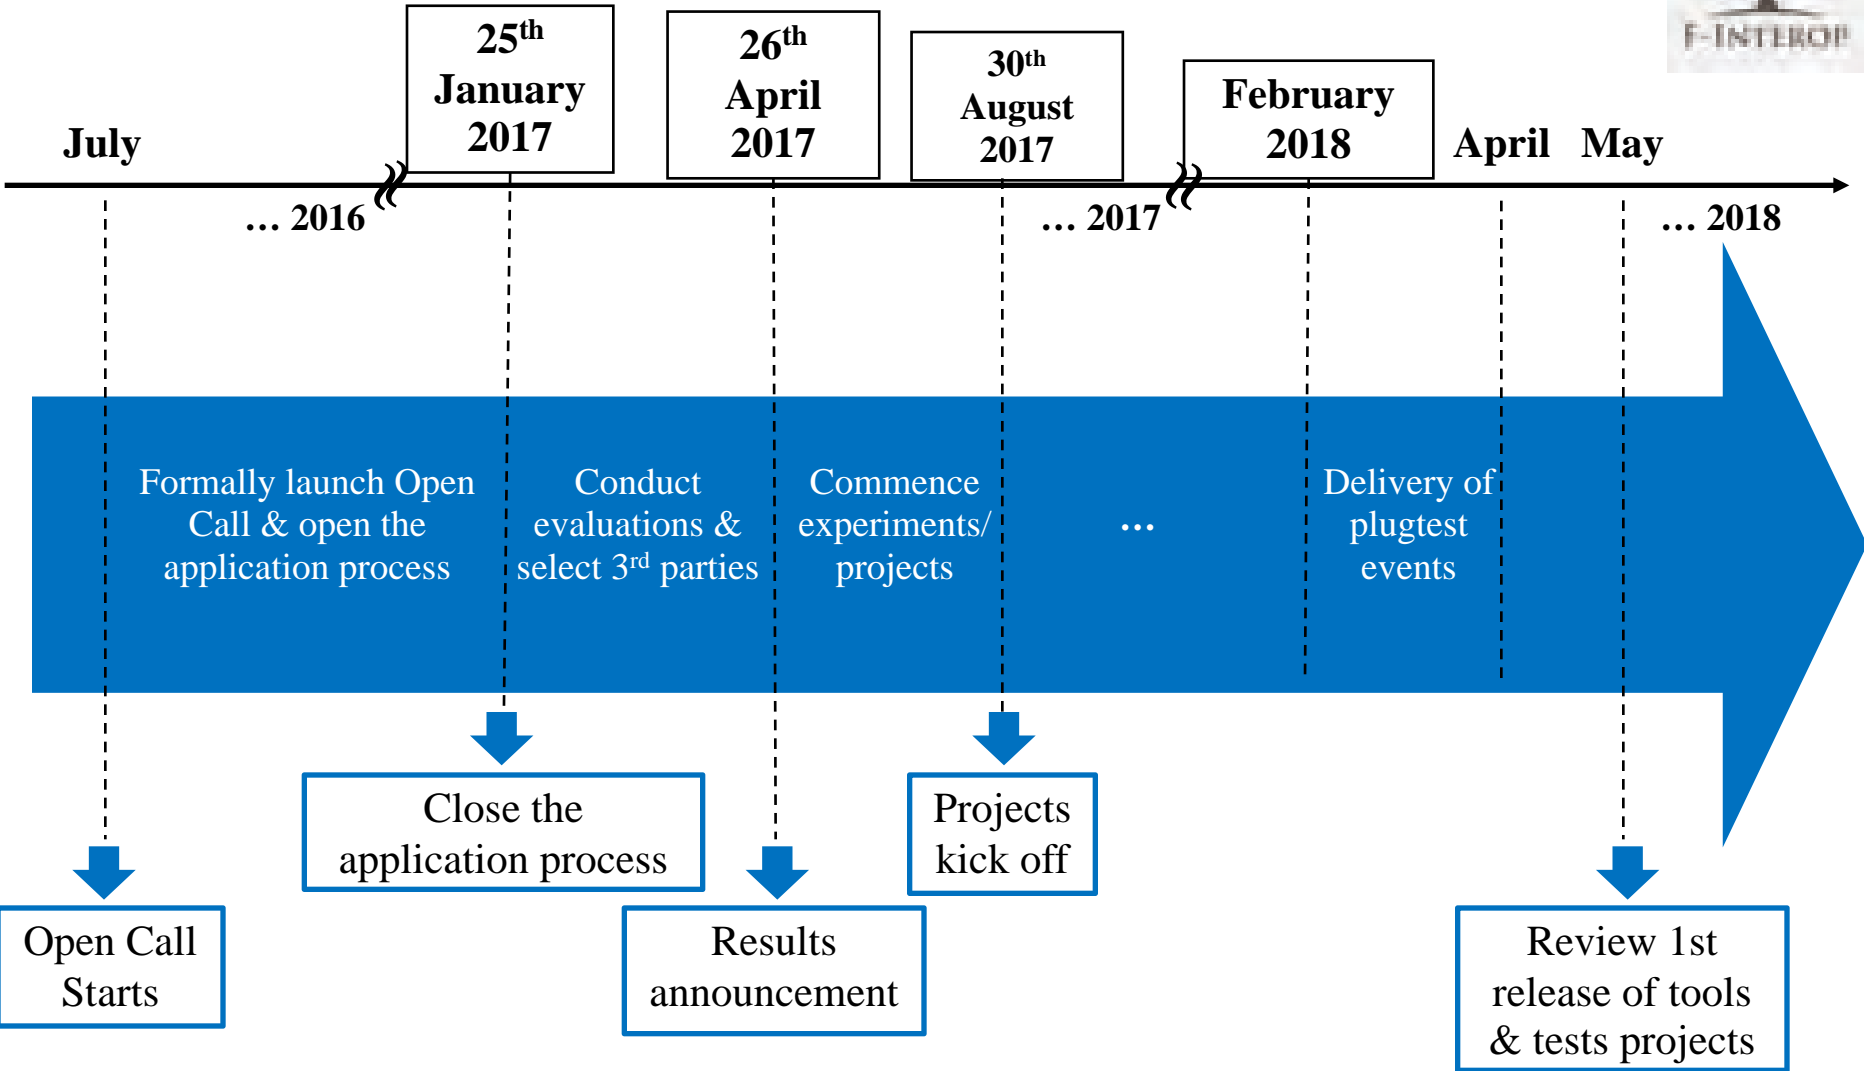 F-INTEROP
25th
January
2017
26th
April
2017
30th
August
2017
February
2018
July
April
May
... 2016
... 2017
... 2018
Formally launch Open
Call & open the
application process
Conduct
evaluations &
select 3rd parties
Commence
experiments/
projects
...
Delivery of
plugtest
events
Close the
application process
Projects
kick off
Open Call
Starts
Results
announcement
Review 1st
release of tools
& tests projects